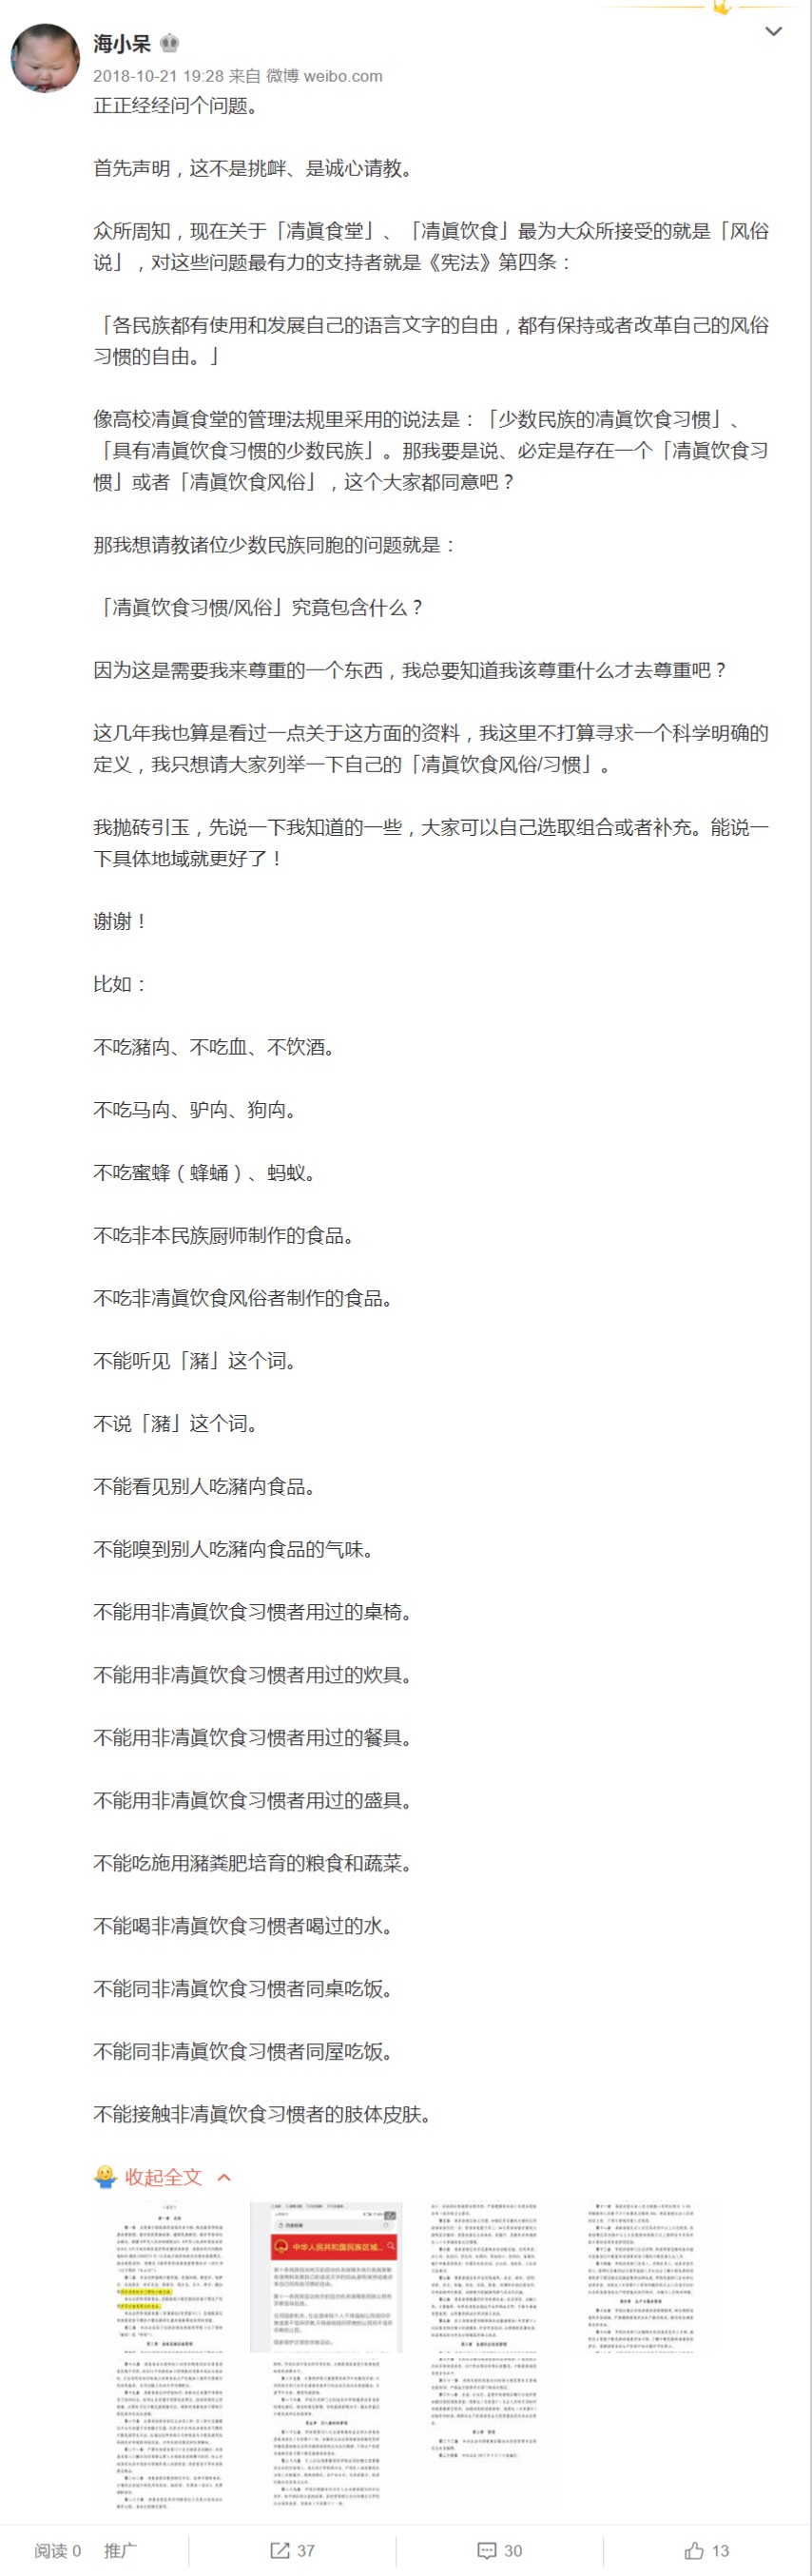 海小呆
2018-10-21 19:28 来自 微博 weibo.com
正正经经问个问题。
首先声明，这不是挑衅、是诚心请教。
众所周知，现在关于「凊眞食堂」、「凊眞饮食」最为大众所接受的就是「风俗
说」，对这些问题最有力的支持者就是《宪法》第四条：
「各民族都有使用和发展自己的语言文字的自由，都有保持或者改革自己的风俗
习惯的自由。」
像高校凊眞食堂的管理法规里采用的说法是：「少数民族的凊眞饮食习惯」、
「具有凊眞饮食习惯的少数民族」。那我要是说、必定是存在一个「凊眞饮食习
惯」或者「凊眞饮食风俗」，这个大家都同意吧？
那我想请教诸位少数民族同胞的问题就是：
「凊眞饮食习惯/风俗」究竟包含什么？
因为这是需要我来尊重的一个东西，我总要知道我该尊重什么才去尊重吧？
这几年我也算是看过一点关于这方面的资料，我这里不打算寻求一个科学明确的
定义，我只想请大家列举一下自己的「凊眞饮食风俗/习惯」。
我抛砖引玉，先说一下我知道的一些，大家可以自己选取组合或者补充。能说一
下具体地域就更好了！
谢谢！
比如：
不吃豬禸、不吃血、不饮酒。
不吃马禸、驴禸、狗禸。
不吃蜜蜂（蜂蛹）、蚂蚁。
不吃非本民族厨师制作的食品。
不吃非凊眞饮食风俗者制作的食品。
不能听见「豬」这个词。
不说「豬」这个词。
不能看见别人吃豬禸食品。
不能嗅到别人吃豬禸食品的气味。
不能用非凊眞饮食习惯者用过的桌椅。
不能用非凊眞饮食习惯者用过的炊具。
不能用非凊眞饮食习惯者用过的餐具。
不能用非凊眞饮食习惯者用过的盛具。
不能吃施用豬粪肥培育的粮食和蔬菜。
不能喝非凊眞饮食习惯者喝过的水。
不能同非凊眞饮食习惯者同桌吃饭。
不能同非凊眞饮食习惯者同屋吃饭。
不能接触非凊眞饮食习惯者的肢体皮肤。
收起全文
中华人民共和国民族区域...
阅读 0 推广 37 30 13